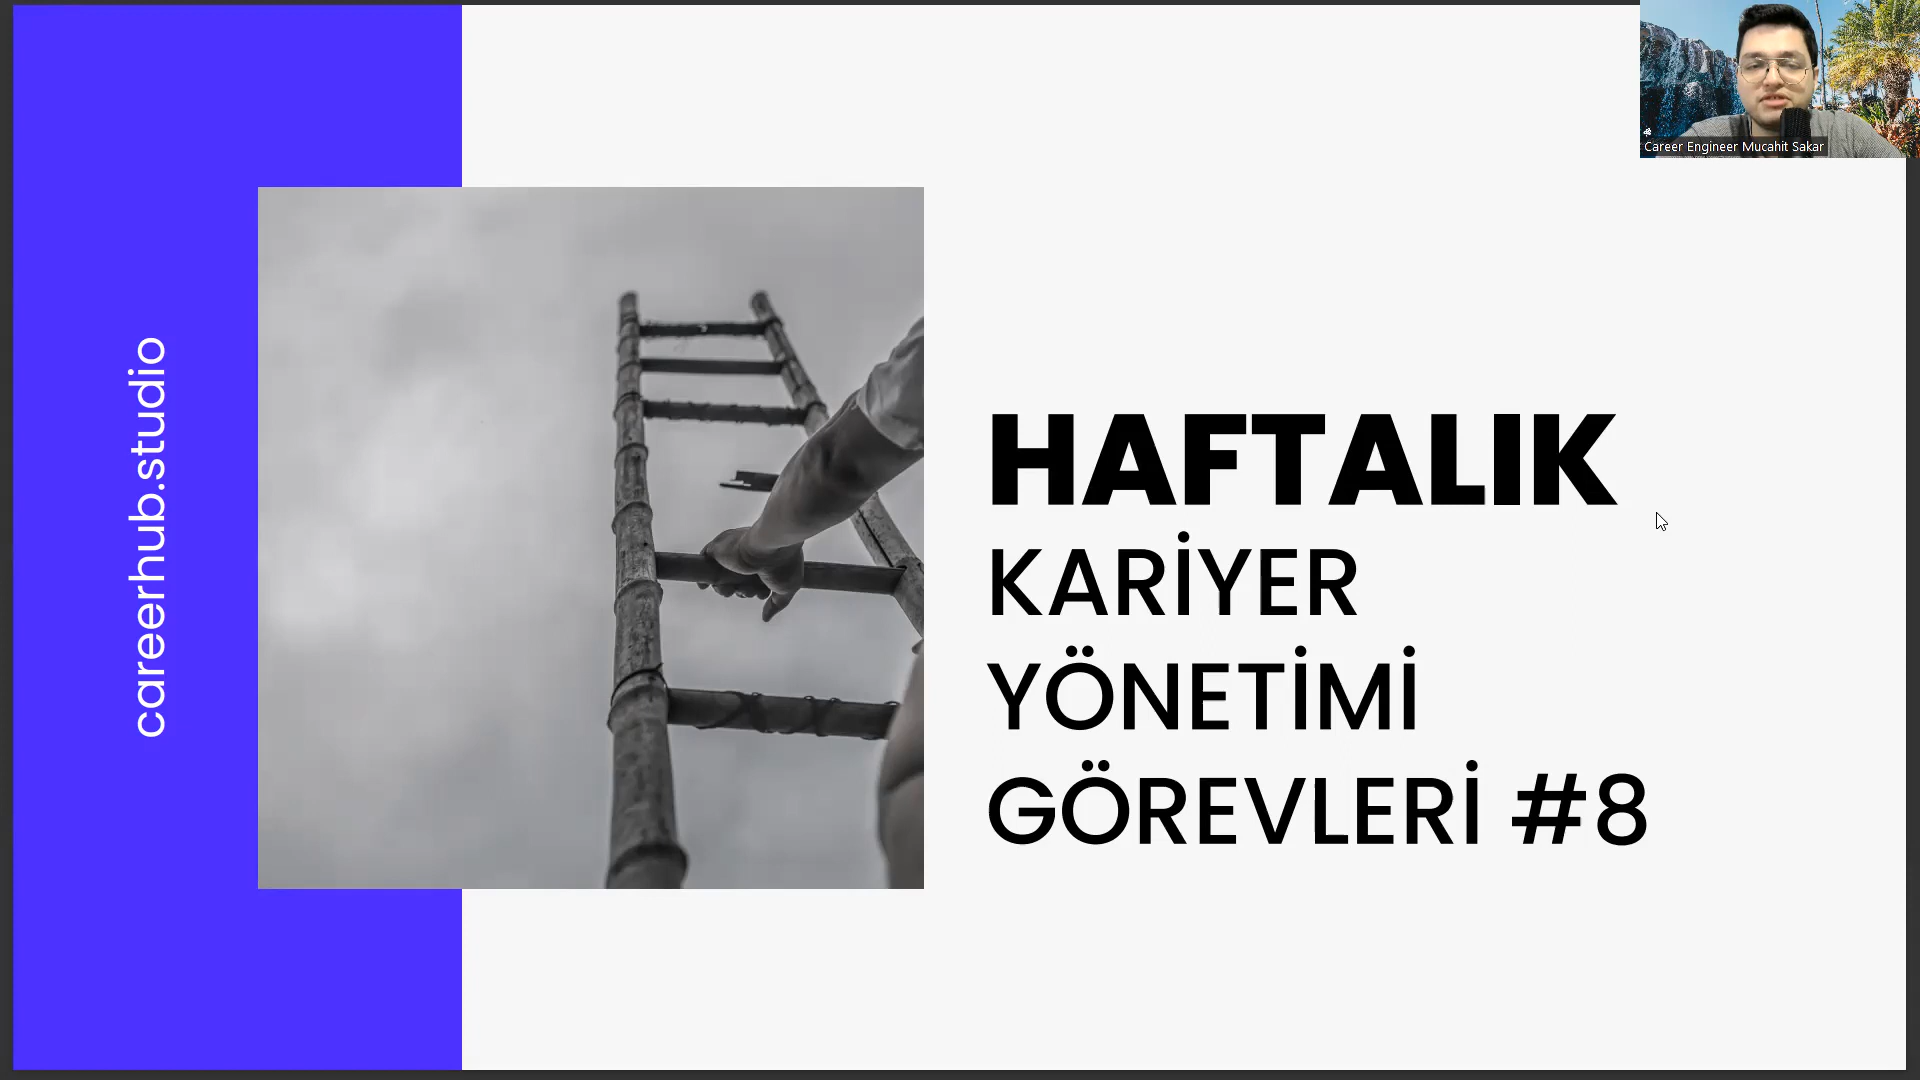 careerhub.studio
HAFTALIK
KARİYER
YÖNETİMİ
GÖREVLERİ #8
Career Engineer Mucahit Sakar